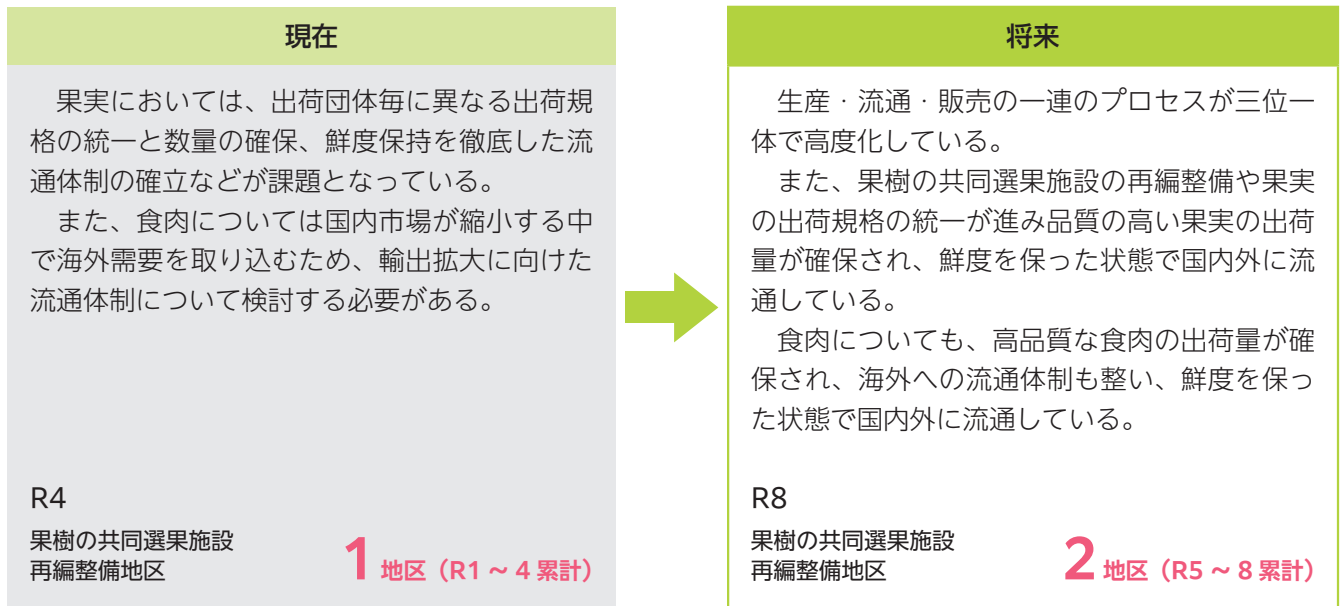 現在
　果実においては、出荷団体毎に異なる出荷規
格の統一と数量の確保、鮮度保持を徹底した流
通体制の確立などが課題となっている。
　また、食肉については国内市場が縮小する中
で海外需要を取り込むため、輸出拡大に向けた
流通体制について検討する必要がある。
R4
果樹の共同選果施設
再編整備地区
1 地区（R1 ～ 4 累計）
将来
　生産・流通・販売の一連のプロセスが三位一
体で高度化している。
　また、果樹の共同選果施設の再編整備や果実
の出荷規格の統一が進み品質の高い果実の出荷
量が確保され、鮮度を保った状態で国内外に流
通している。
　食肉についても、高品質な食肉の出荷量が確
保され、海外への流通体制も整い、鮮度を保っ
た状態で国内外に流通している。
R8
果樹の共同選果施設
再編整備地区
2 地区（R5 ～ 8 累計）